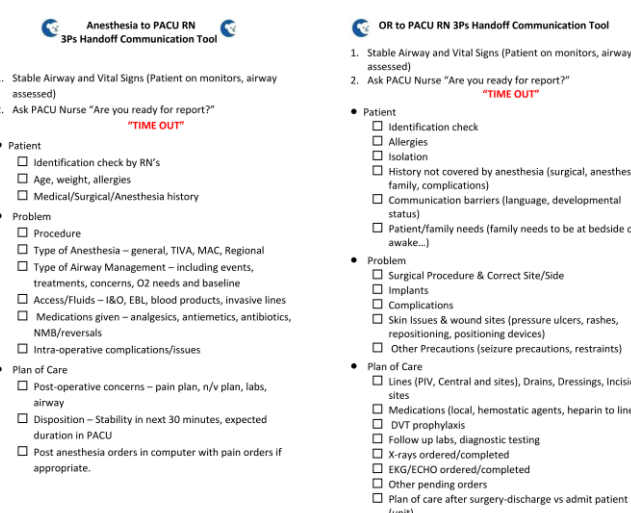 Anesthesia to PACU RN
3Ps Handoff Communication Tool
. Stable Airway and Vital Signs (Patient on monitors, airway
assessed)
. Ask PACU Nurse “Are you ready for report?”
“TIME OUT”
Patient
☐ Identification check by RN’s
☐ Age, weight, allergies
☐ Medical/Surgical/Anesthesia history
Problem
☐ Procedure
☐ Type of Anesthesia – general, TIVA, MAC, Regional
☐ Type of Airway Management – including events,
treatments, concerns, O2 needs and baseline
☐ Access/Fluids – I&O, EBL, blood products, invasive lines
☐ Medications given – analgesics, antiemetics, antibiotics,
NMB/reversals
☐ Intra-operative complications/issues
Plan of Care
☐ Post-operative concerns – pain plan, n/v plan, labs,
airway
☐ Disposition – Stability in next 30 minutes, expected
duration in PACU
☐ Post anesthesia orders in computer with pain orders if
appropriate.
OR to PACU RN 3Ps Handoff Communication Tool
1. Stable Airway and Vital Signs (Patient on monitors, airway
assessed)
2. Ask PACU Nurse “Are you ready for report?”
“TIME OUT”
• Patient
☐ Identification check
☐ Allergies
☐ Isolation
☐ History not covered by anesthesia (surgical, anesthes
family, complications)
☐ Communication barriers (language, developmental
status)
☐ Patient/family needs (family needs to be at bedside
awake…)
• Problem
☐ Surgical Procedure & Correct Site/Side
☐ Implants
☐ Complications
☐ Skin Issues & wound sites (pressure ulcers, rashes,
repositioning, positioning devices)
☐ Other Precautions (seizure precautions, restraints)
• Plan of Care
☐ Lines (PIV, Central and sites), Drains, Dressings, Incisi
sites
☐ Medications (local, hemostatic agents, heparin to line
☐ DVT prophylaxis
☐ Follow up labs, diagnostic testing
☐ X-rays ordered/completed
☐ EKG/ECHO ordered/completed
☐ Other pending orders
☐ Plan of care after surgery-discharge vs admit patient
(unit)